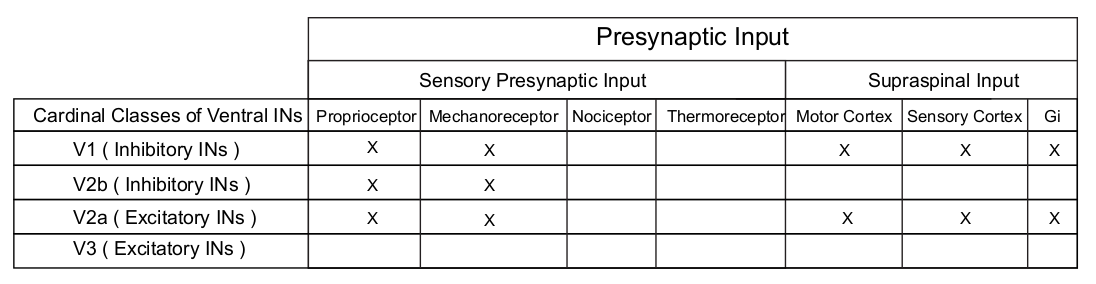 Presynaptic Input
Sensory Presynaptic Input Supraspinal Input
Cardinal Classes of Ventral INs Proprioceptor Mechanoreceptor Nociceptor Thermoreceptor Motor Cortex Sensory Cortex Gi
V1 ( Inhibitory INs ) X X X X X
V2b ( Inhibitory INs ) X X
V2a ( Excitatory INs ) X X X X X
V3 ( Excitatory INs )